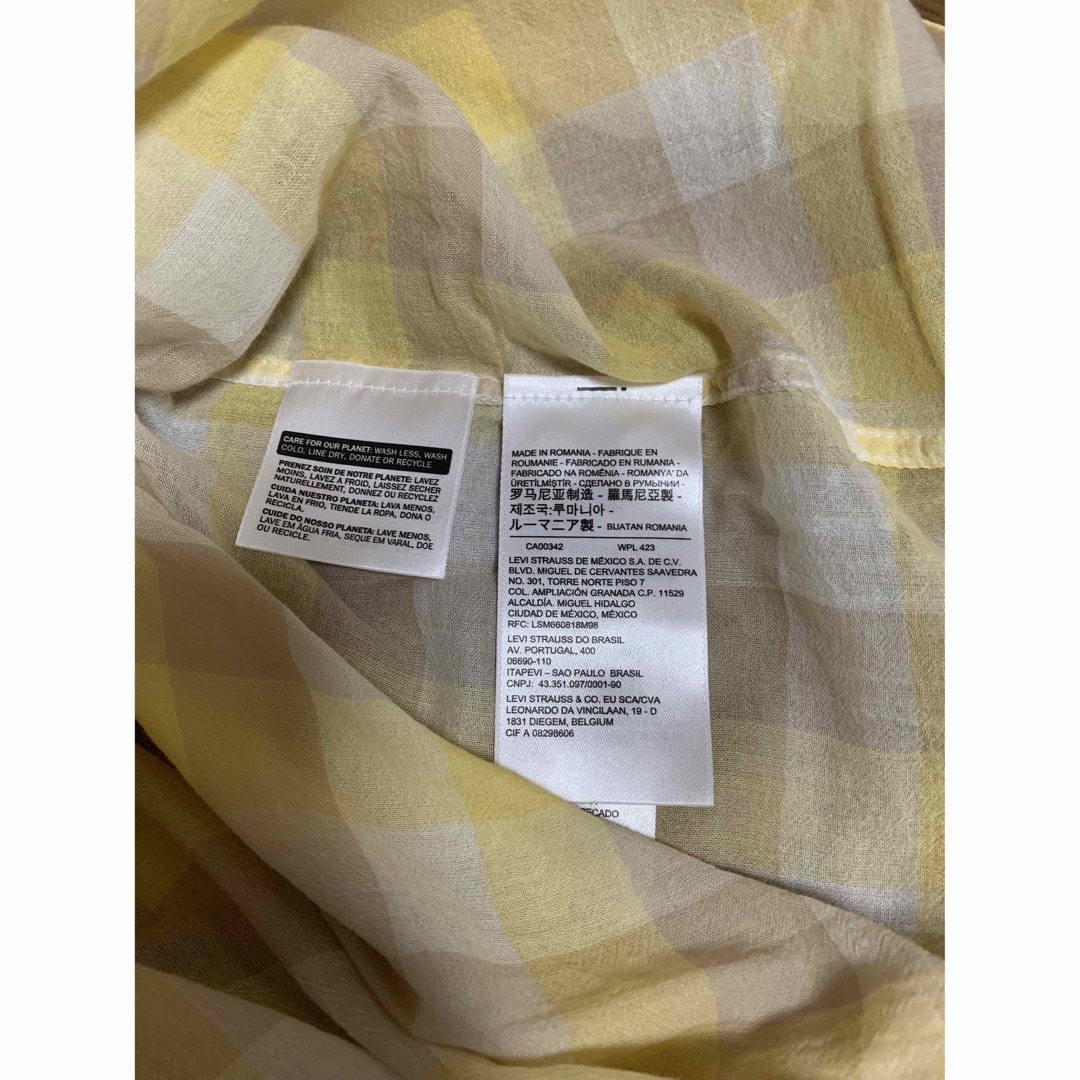 CARE FOR OUR PLANET: WASH LESS, WASH
COLD, LINE DRY, DONATE OR RECYCLE
PRENEZ SOIN DE NOTRE PLANETE: LAVEZ
MOINS, LAVEZ À FROID, LAISSEZ SECHER
NATURELLEMENT, DONNEZ OU RECYCLEZ
CUIDA NUESTRO PLANETA: LAVA MENOS,
LAVA EN FRIO, TIENDE LA ROPA, DONA O
RECICLA.
CUIDE DO NOSSO PLANETA: LAVE MENOS,
LAVE EM ÁGUA FRIA, SEQUE EM VARAL, DOE
OU RECICLE.
MADE IN ROMANIA - FABRIQUE EN
ROUMANIE - FABRICADO EN RUMANIA -
FABRICADO NA ROMÊNIA - ROMANYA' DA
ÜRETİLMİŞTİR - СДЕЛАНО В РУМЫНИИ -
罗马尼亚制造 - 羅馬尼亞製 -
제조국:루마니아 -
ルーマニア製 - BUATAN ROMANIA
CA00342 WPL 423
LEVI STRAUSS DE MÉXICO S.A. DE C.V.
BLVD. MIGUEL DE CERVANTES SAAVEDRA
NO. 301, TORRE NORTE PISO 7
COL. AMPLIACIÓN GRANADA C.P. 11529
ALCALDÍA. MIGUEL HIDALGO
CIUDAD DE MÉXICO, MÉXICO
RFC: LSM660818M98
LEVI STRAUSS DO BRASIL
AV. PORTUGAL, 400
06690-110
ITAPEVI – SAO PAULO BRASIL
CNPJ: 43.351.097/0001-90
LEVI STRAUSS & CO. EU SCA/CVA
LEONARDO DA VINCILAAN, 19 - D
1831 DIEGEM, BELGIUM
CIF A 08298606